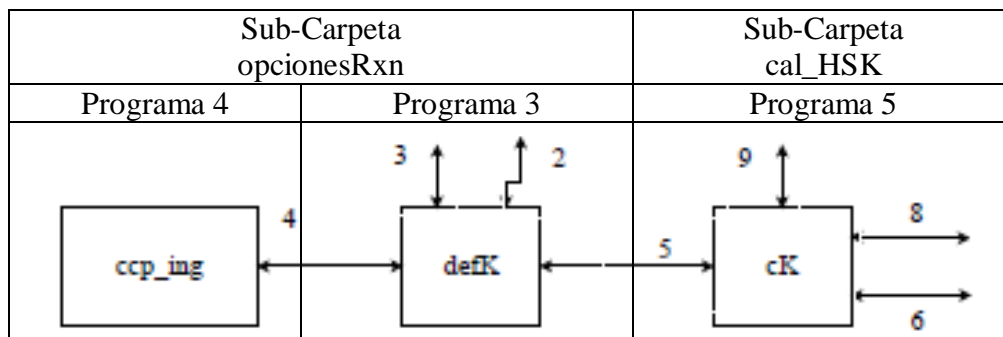 Sub-Carpeta
opcionesRxn
Sub-Carpeta
cal_HSK
Programa 4
Programa 3
Programa 5
3
2
9
4
8
ccp_ing
defK
5
cK
6